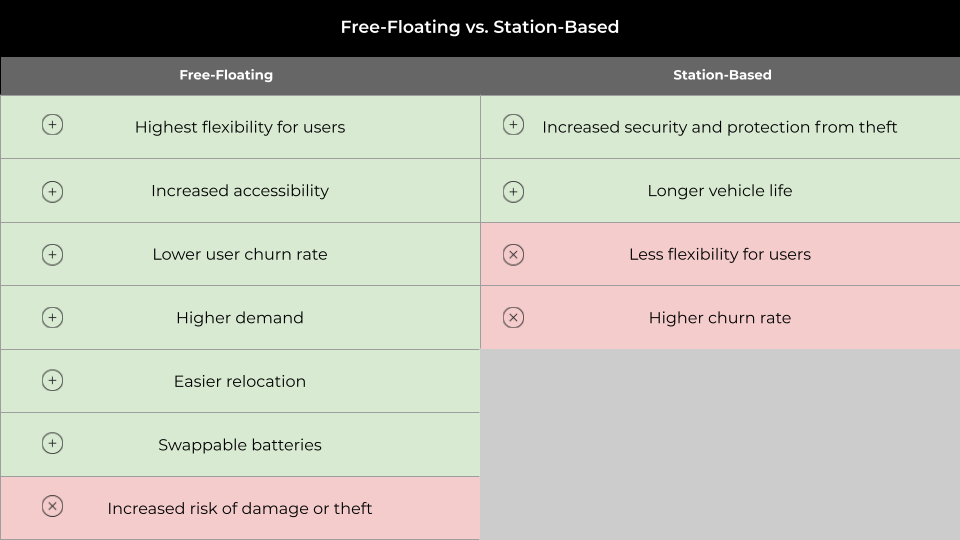 Free-Floating vs. Station-Based
Free-Floating
Station-Based
Highest flexibility for users
Increased security and protection from theft
Increased accessibility
Longer vehicle life
Lower user churn rate
Less flexibility for users
Higher demand
Higher churn rate
Easier relocation
Swappable batteries
Increased risk of damage or theft